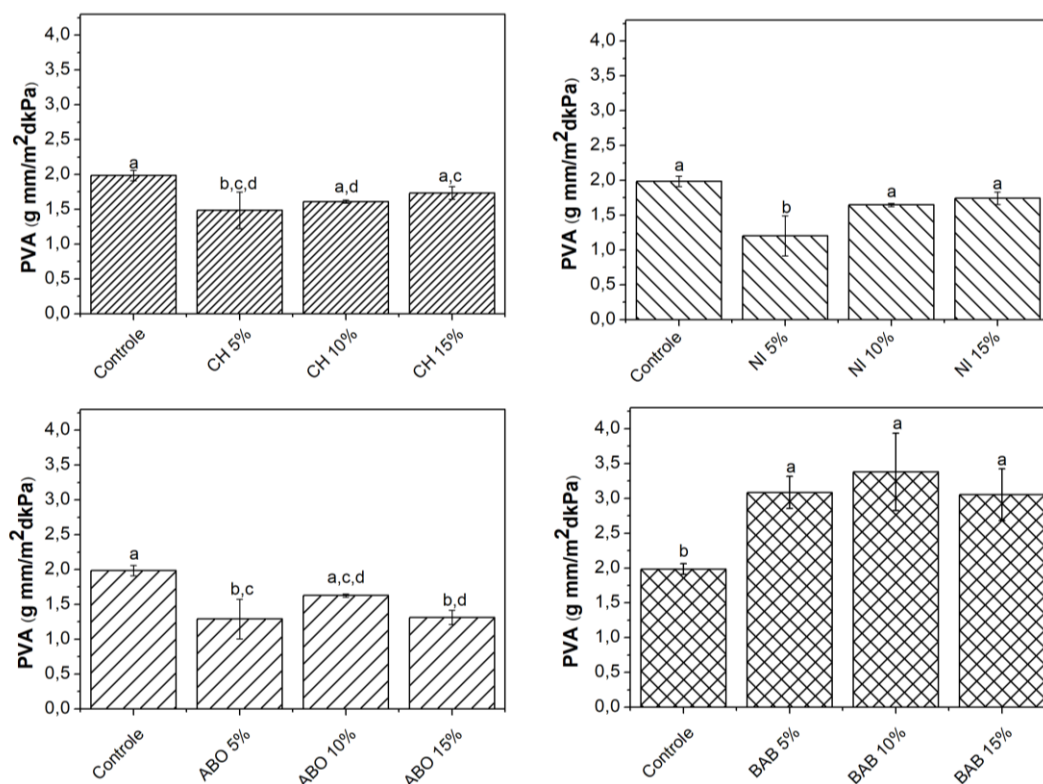 PVA (g mm/m²dkPa)
4,0
3,5
3,0
2,5
2,0
1,5
1,0
0,5
0,0
a
b,c,d
a,d
a,c
Controle
CH 5%
CH 10%
CH 15%
PVA (g mm/m²dkPa)
4,0
3,5
3,0
2,5
2,0
1,5
1,0
0,5
0,0
a
b
a
a
Controle
NI 5%
NI 10%
NI 15%
PVA (g mm/m²dkPa)
4,0
3,5
3,0
2,5
2,0
1,5
1,0
0,5
0,0
a
b,c
a,c,d
b,d
Controle
ABO 5%
ABO 10%
ABO 15%
PVA (g mm/m²dkPa)
4,0
3,5
3,0
2,5
2,0
1,5
1,0
0,5
0,0
b
a
a
a
Controle
BAB 5%
BAB 10%
BAB 15%